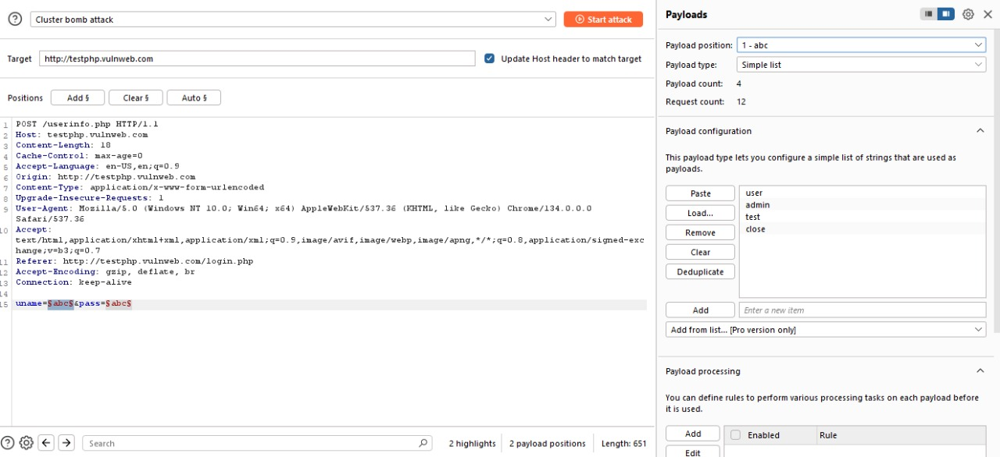 Cluster bomb attack
Start attack
Target http://testphp.vulnweb.com Update Host header to match target
Positions Add § Clear § Auto §
1 POST /userinfo.php HTTP/1.1
2 Host: testphp.vulnweb.com
3 Content-Length: 18
4 Cache-Control: max-age=0
5 Accept-Language: en-US,en;q=0.9
6 Origin: http://testphp.vulnweb.com
7 Content-Type: application/x-www-form-urlencoded
8 Upgrade-Insecure-Requests: 1
9 User-Agent: Mozilla/5.0 (Windows NT 10.0; Win64; x64) AppleWebKit/537.36 (KHTML, like Gecko) Chrome/134.0.0.0
Safari/537.36
10 Accept:
text/html,application/xhtml+xml,application/xml;q=0.9,image/avif,image/webp,image/apng,*/*;q=0.8,application/signed-exc
hange;v=b3;q=0.7
11 Referer: http://testphp.vulnweb.com/login.php
12 Accept-Encoding: gzip, deflate, br
13 Connection: keep-alive
14
15 uname=§abc§&pass=§abc§
Search
2 highlights
2 payload positions
Length: 651
Payloads
Payload position: 1 - abc
Payload type: Simple list
Payload count: 4
Request count: 12
Payload configuration
This payload type lets you configure a simple list of strings that are used as
payloads.
Paste
Load...
Remove
Clear
Deduplicate
user
admin
test
close
Add Enter a new item
Add from list... [Pro version only]
Payload processing
You can define rules to perform various processing tasks on each payload before
it is used.
Add Enabled Rule
Edit